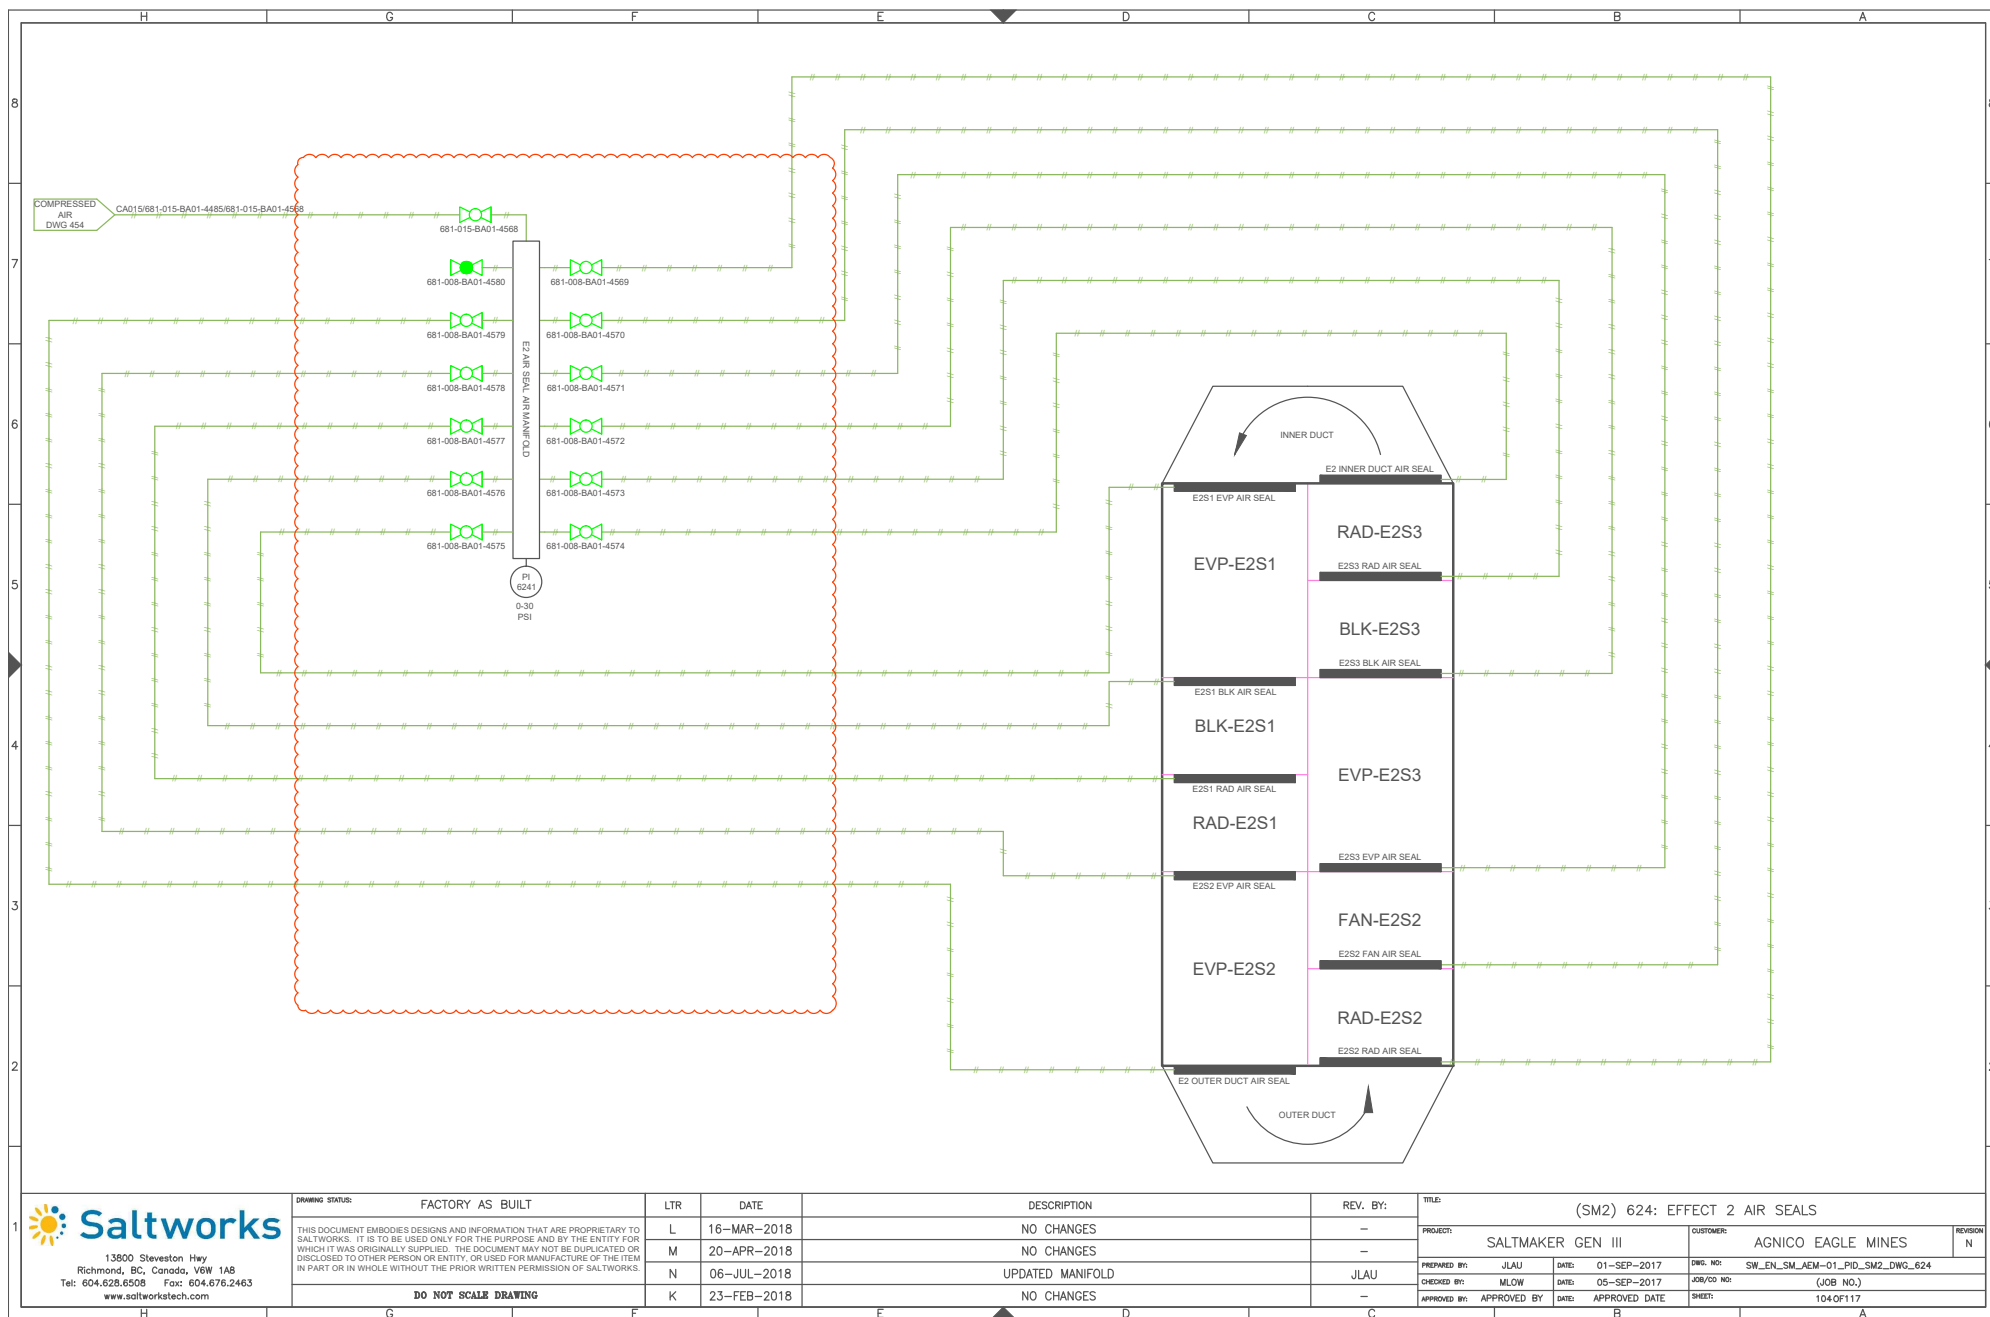 H G F E D C B A
8
COMPRESSED
AIR
DWG 454
CA015/681-015-BA01-4485/681-015-BA01-4568
681-015-BA01-4568
7
681-008-BA01-4580
681-008-BA01-4569
681-008-BA01-4579
681-008-BA01-4570
E2 AIR SEAL AIR MANIFOLD
681-008-BA01-4578
681-008-BA01-4571
6
681-008-BA01-4577
681-008-BA01-4572
681-008-BA01-4576
681-008-BA01-4573
681-008-BA01-4575
681-008-BA01-4574
5
PI
6241
0-30
PSI
INNER DUCT
E2 INNER DUCT AIR SEAL
E2S1 EVP AIR SEAL
RAD-E2S3
EVP-E2S1
E2S3 RAD AIR SEAL
BLK-E2S3
E2S3 BLK AIR SEAL
E2S1 BLK AIR SEAL
BLK-E2S1
4
EVP-E2S3
E2S1 RAD AIR SEAL
RAD-E2S1
E2S3 EVP AIR SEAL
E2S2 EVP AIR SEAL
3
FAN-E2S2
E2S2 FAN AIR SEAL
EVP-E2S2
RAD-E2S2
E2S2 RAD AIR SEAL
2
E2 OUTER DUCT AIR SEAL
OUTER DUCT
1
Saltworks
13800 Steveston Hwy
Richmond, BC, Canada, V6W 1A8
Tel: 604.628.6508 Fax: 604.676.2463
www.saltworkstech.com
DRAWING STATUS: FACTORY AS BUILT
THIS DOCUMENT EMBODIES DESIGNS AND INFORMATION THAT ARE PROPRIETARY TO
SALTWORKS. IT IS TO BE USED ONLY FOR THE PURPOSE AND BY THE ENTITY FOR
WHICH IT WAS ORIGINALLY SUPPLIED. THE DOCUMENT MAY NOT BE DUPLICATED OR
DISCLOSED TO OTHER PERSON OR ENTITY, OR USED FOR MANUFACTURE OF THE ITEM
IN PART OR IN WHOLE WITHOUT THE PRIOR WRITTEN PERMISSION OF SALTWORKS.
DO NOT SCALE DRAWING
LTR DATE DESCRIPTION REV. BY:
L 16-MAR-2018 NO CHANGES -
M 20-APR-2018 NO CHANGES -
N 06-JUL-2018 UPDATED MANIFOLD JLAU
K 23-FEB-2018 NO CHANGES -
TITLE: (SM2) 624: EFFECT 2 AIR SEALS
PROJECT: SALTMAKER GEN III
CUSTOMER: AGNICO EAGLE MINES
REVISION N
PREPARED BY: JLAU DATE: 01-SEP-2017 DWG. NO: SW_EN_SM_AEM-01_PID_SM2_DWG_624
CHECKED BY: MLOW DATE: 05-SEP-2017 JOB/CO NO: (JOB NO.)
APPROVED BY: APPROVED BY DATE: APPROVED DATE SHEET: 104OF117
H G F E D C B A